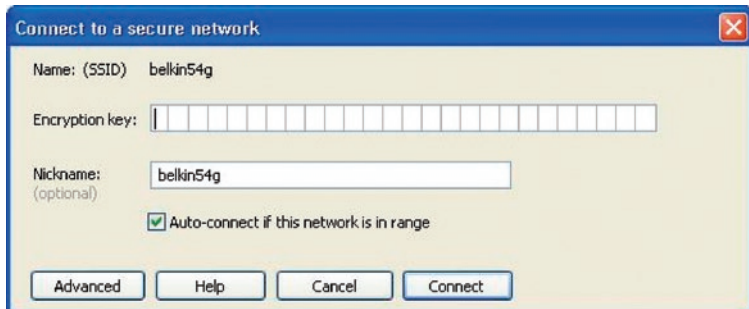 Connect to a secure network
Name: (SSID) belkin54g
Encryption key:
Nickname: belkin54g
(optional)
Auto-connect if this network is in range
Advanced Help Cancel Connect